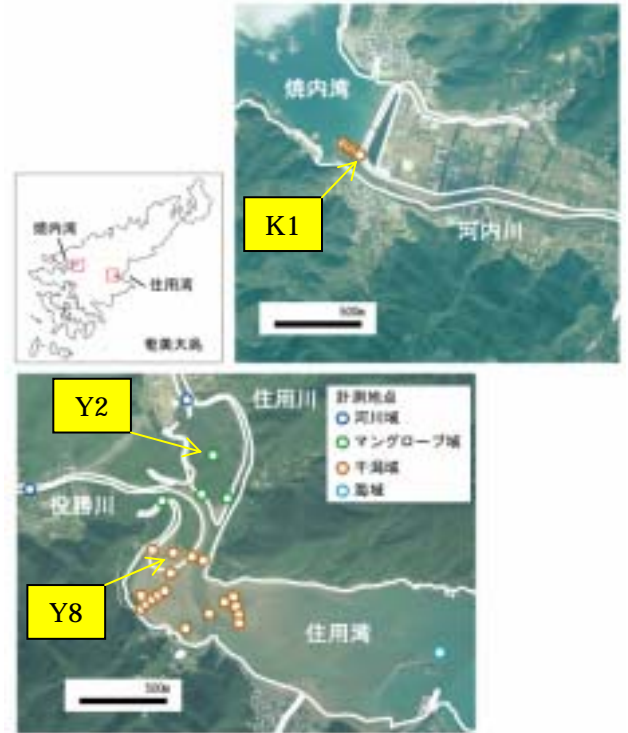 焼内湾
K1
河内川
500m
焼内湾
住用湾
奄美大島
Y2
住用川
計測地点
河川域
マングローブ域
干潟域
湾域
役勝川
Y8
住用湾
500m